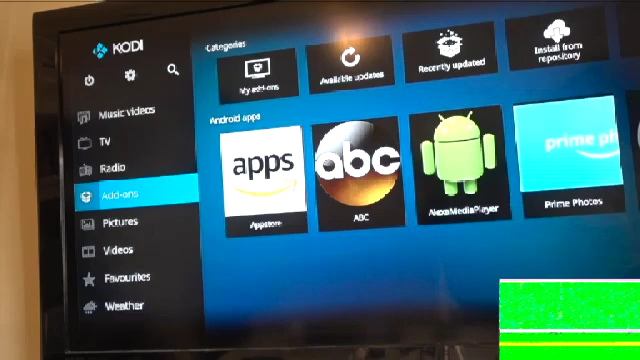 KODI
Music videos
TV
Radio
Add-ons
Pictures
Videos
Favourites
Weather
Categories
My add-ons
Available updates
Recently updated
Install from
repository
Android apps
apps
Appstore
abc
ABC
prime ph
Prime Photos